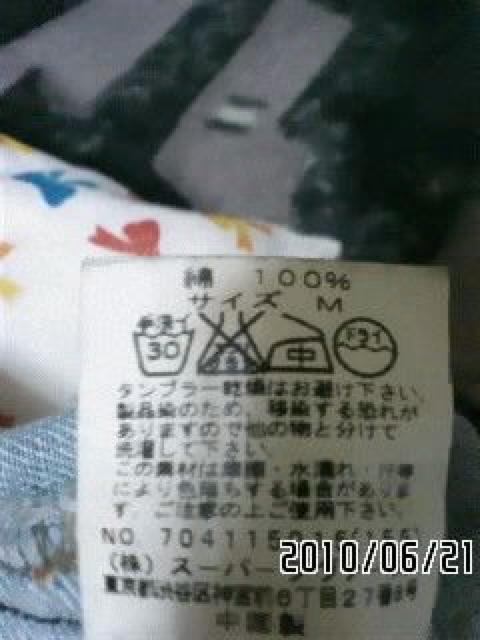 綿 100%
サイズ M
手洗イ
30
中
ドライ
タンブラー乾燥はお避け下さい。
製品染のため、移染する恐れが
ありますので他の物と分けて
洗濯して下さい。
この素材は摩擦・水濡れ・汗等
により色落ちする場合がありま
す。ご注意の上ご使用下さい。
NO 704115
(株)スーパー
東京都渋谷区神宮前6丁目27番8号
中国製
2010/06/21